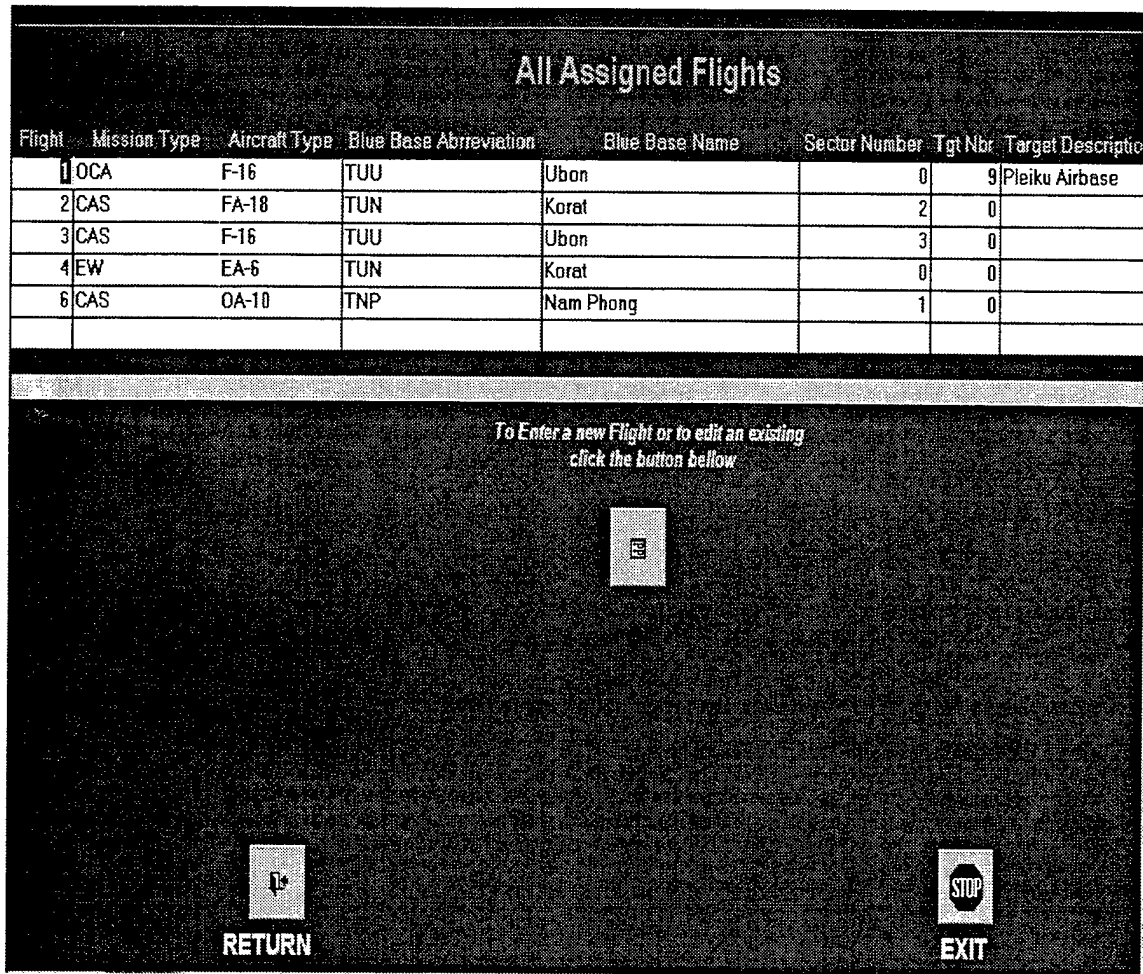 All Assigned Flights
Flight Mission Type Aircraft Type Blue Base Abrreviation Blue Base Name Sector Number Tgt Nbr Target Descriptio
1 OCA F-16 TUU Ubon 0 9 Pleiku Airbase
2 CAS FA-18 TUN Korat 2 0
3 CAS F-16 TUU Ubon 3 0
4 EW EA-6 TUN Korat 0 0
6 CAS OA-10 TNP Nam Phong 1 0
To Enter a new Flight or to edit an existing
click the button bellow
STOP
RETURN EXIT